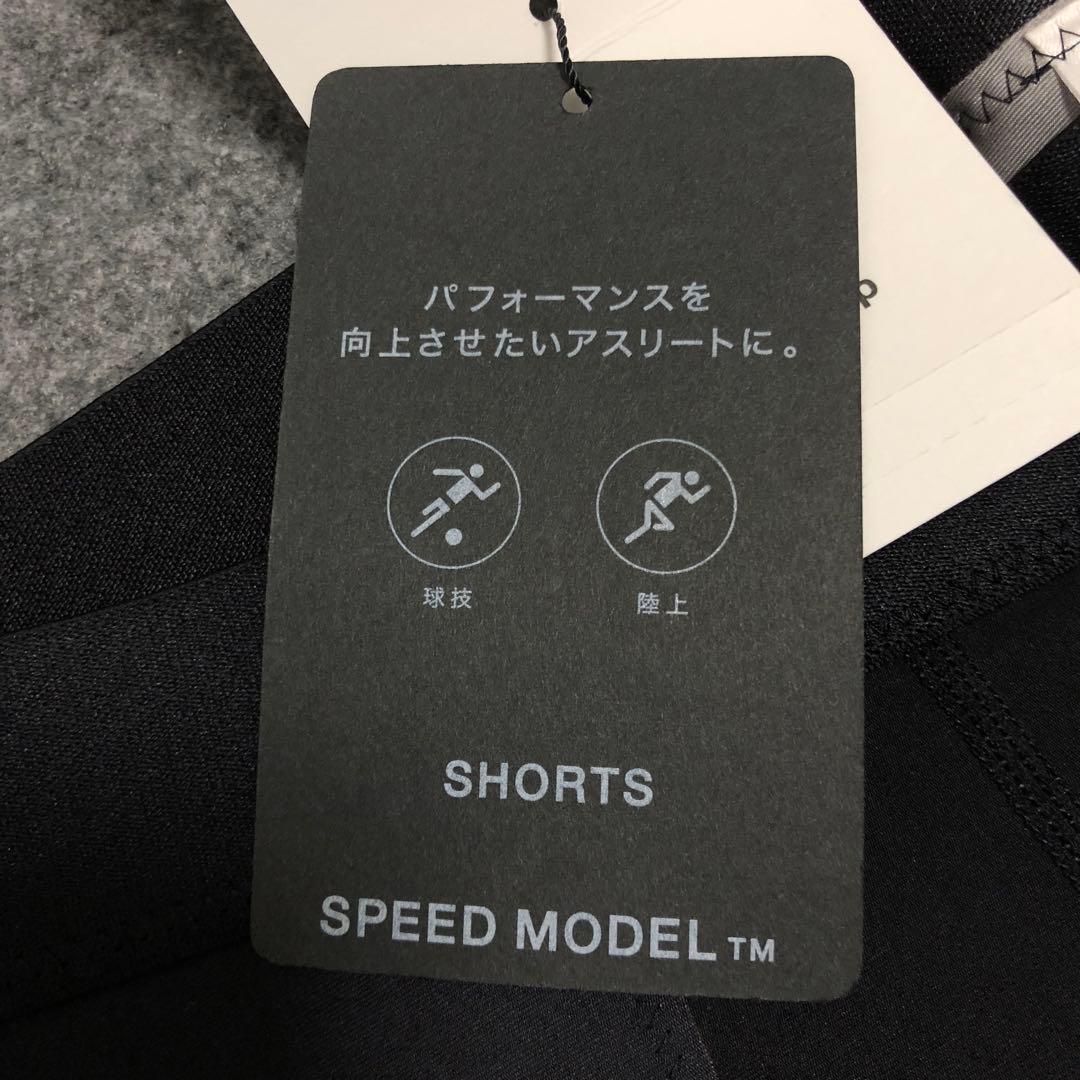 パフォーマンスを
向上させたいアスリートに。
球技
陸上
SHORTS
SPEED MODEL™